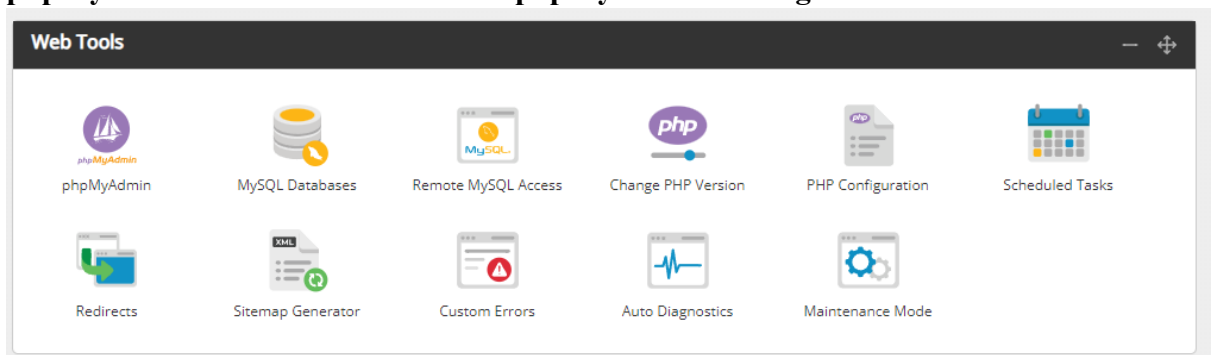 Web Tools
phpMyAdmin
MySQL
php
php
phpMyAdmin MySQL Databases Remote MySQL Access Change PHP Version PHP Configuration Scheduled Tasks
XML
Redirects Sitemap Generator Custom Errors Auto Diagnostics Maintenance Mode